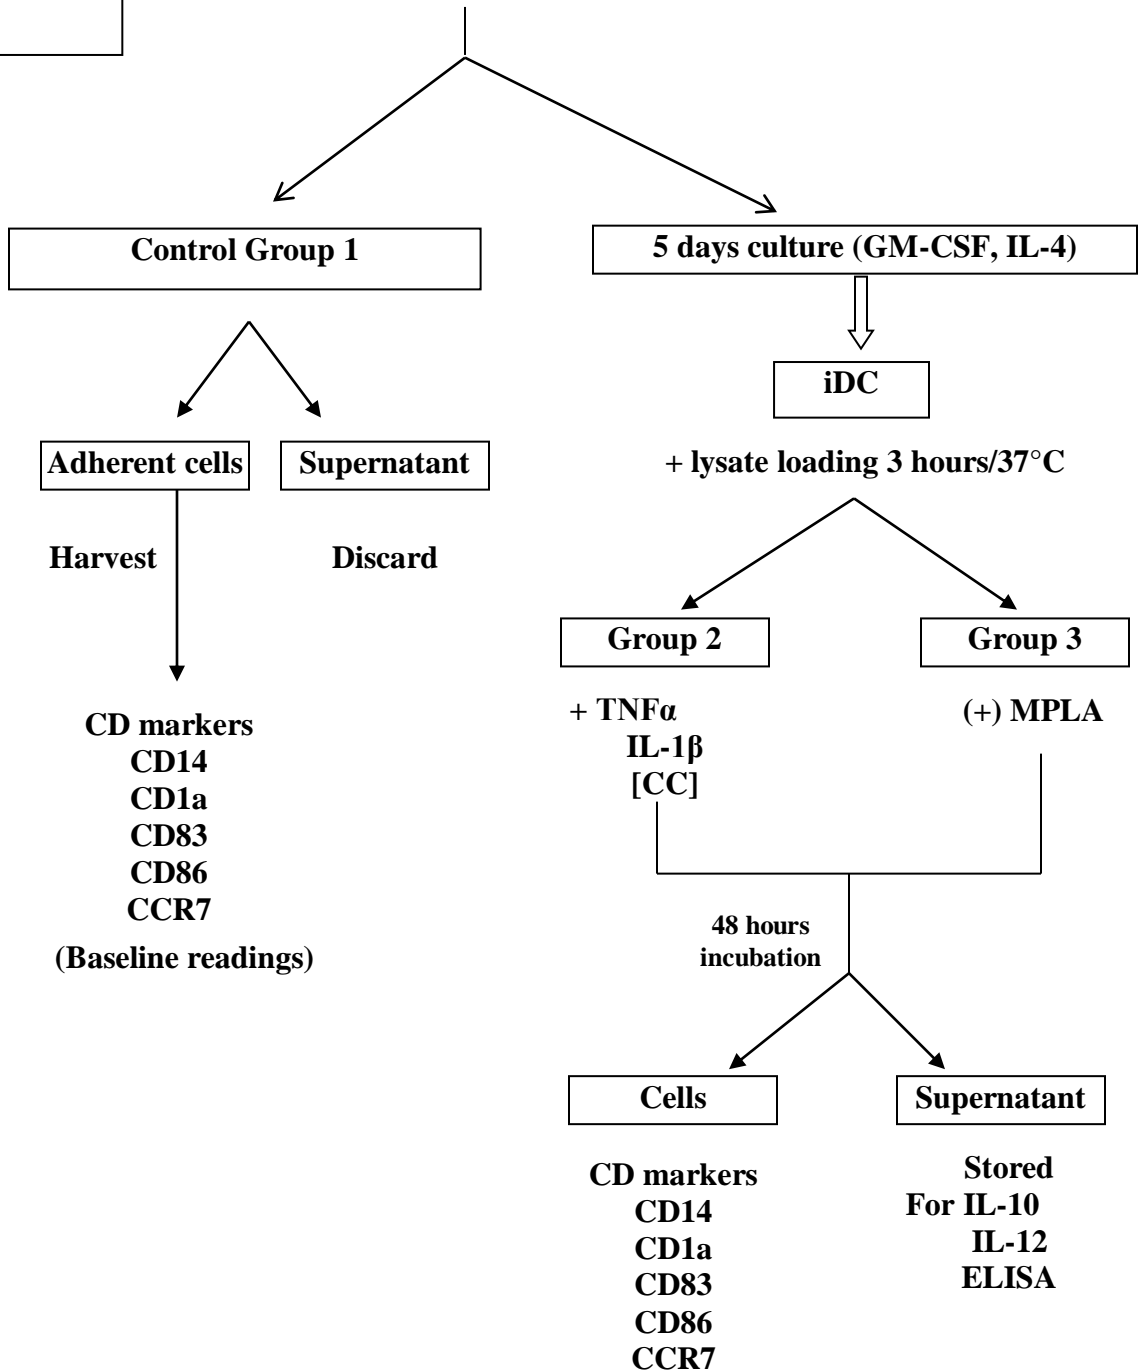 Control Group 1
5 days culture (GM-CSF, IL-4)
iDC
Adherent cells
Supernatant
+ lysate loading 3 hours/37°C
Harvest
Discard
Group 2
Group 3
CD markers
CD14
CD1a
CD83
CD86
CCR7
(Baseline readings)
+ TNFα
IL-1β
[CC]
(+) MPLA
48 hours
incubation
Cells
Supernatant
CD markers
CD14
CD1a
CD83
CD86
CCR7
Stored
For IL-10
IL-12
ELISA